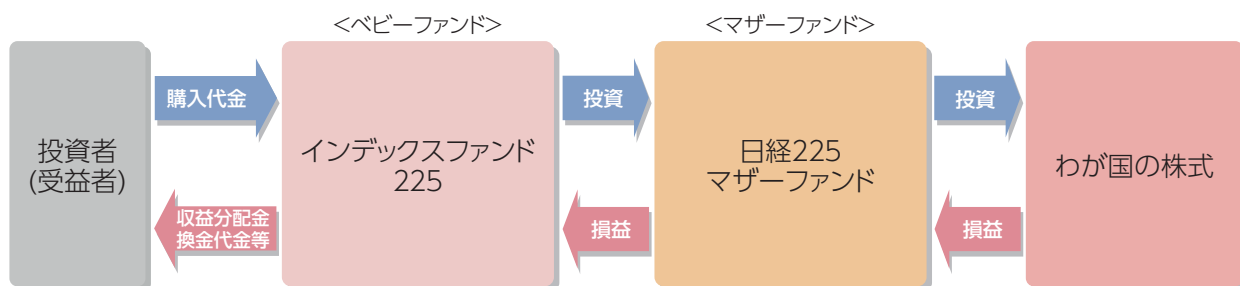 <ベビーファンド>
<マザーファンド>
購入代金
投資
投資
投資者
(受益者)
インデックスファンド
225
日経225
マザーファンド
わが国の株式
収益分配金
換金代金等
損益
損益